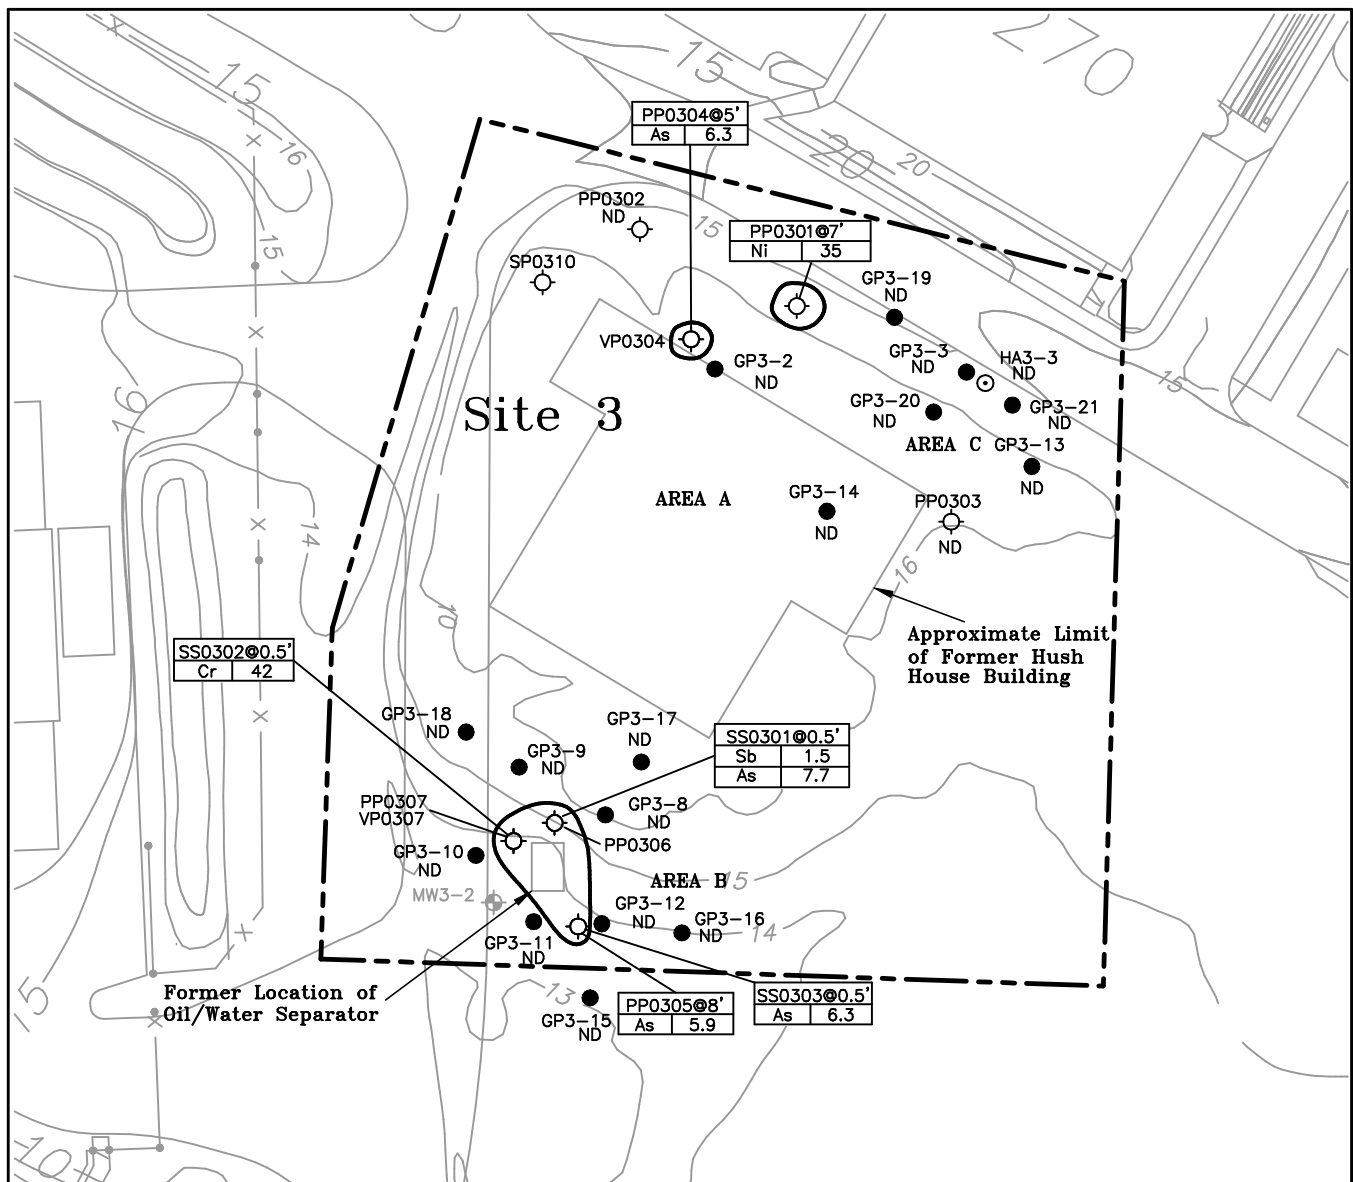 270
15
15
16
20
20
PP0304@5'
As 6.3
PP0302
ND
15
PP0301@7'
Ni 35
15
SP0310
GP3-19
ND
VP0304
GP3-2
ND
GP3-3
ND
HA3-3
ND
15
16
Site 3
GP3-20
ND
GP3-21
ND
AREA C
GP3-13
ND
AREA A
GP3-14
ND
PP0303
ND
14
16
10
Approximate Limit
of Former Hush
House Building
SS0302@0.5'
Cr 42
GP3-18
ND
GP3-17
ND
GP3-9
ND
SS0301@0.5'
Sb 1.5
As 7.7
PP0307
VP0307
GP3-8
ND
PP0306
GP3-10
ND
AREA B
15
MW3-2
GP3-12
ND
GP3-16
ND
14
GP3-11
ND
Former Location of
Oil/Water Separator
13
15
PP0305@8'
As 5.9
SS0303@0.5'
As 6.3
GP3-15
ND
10